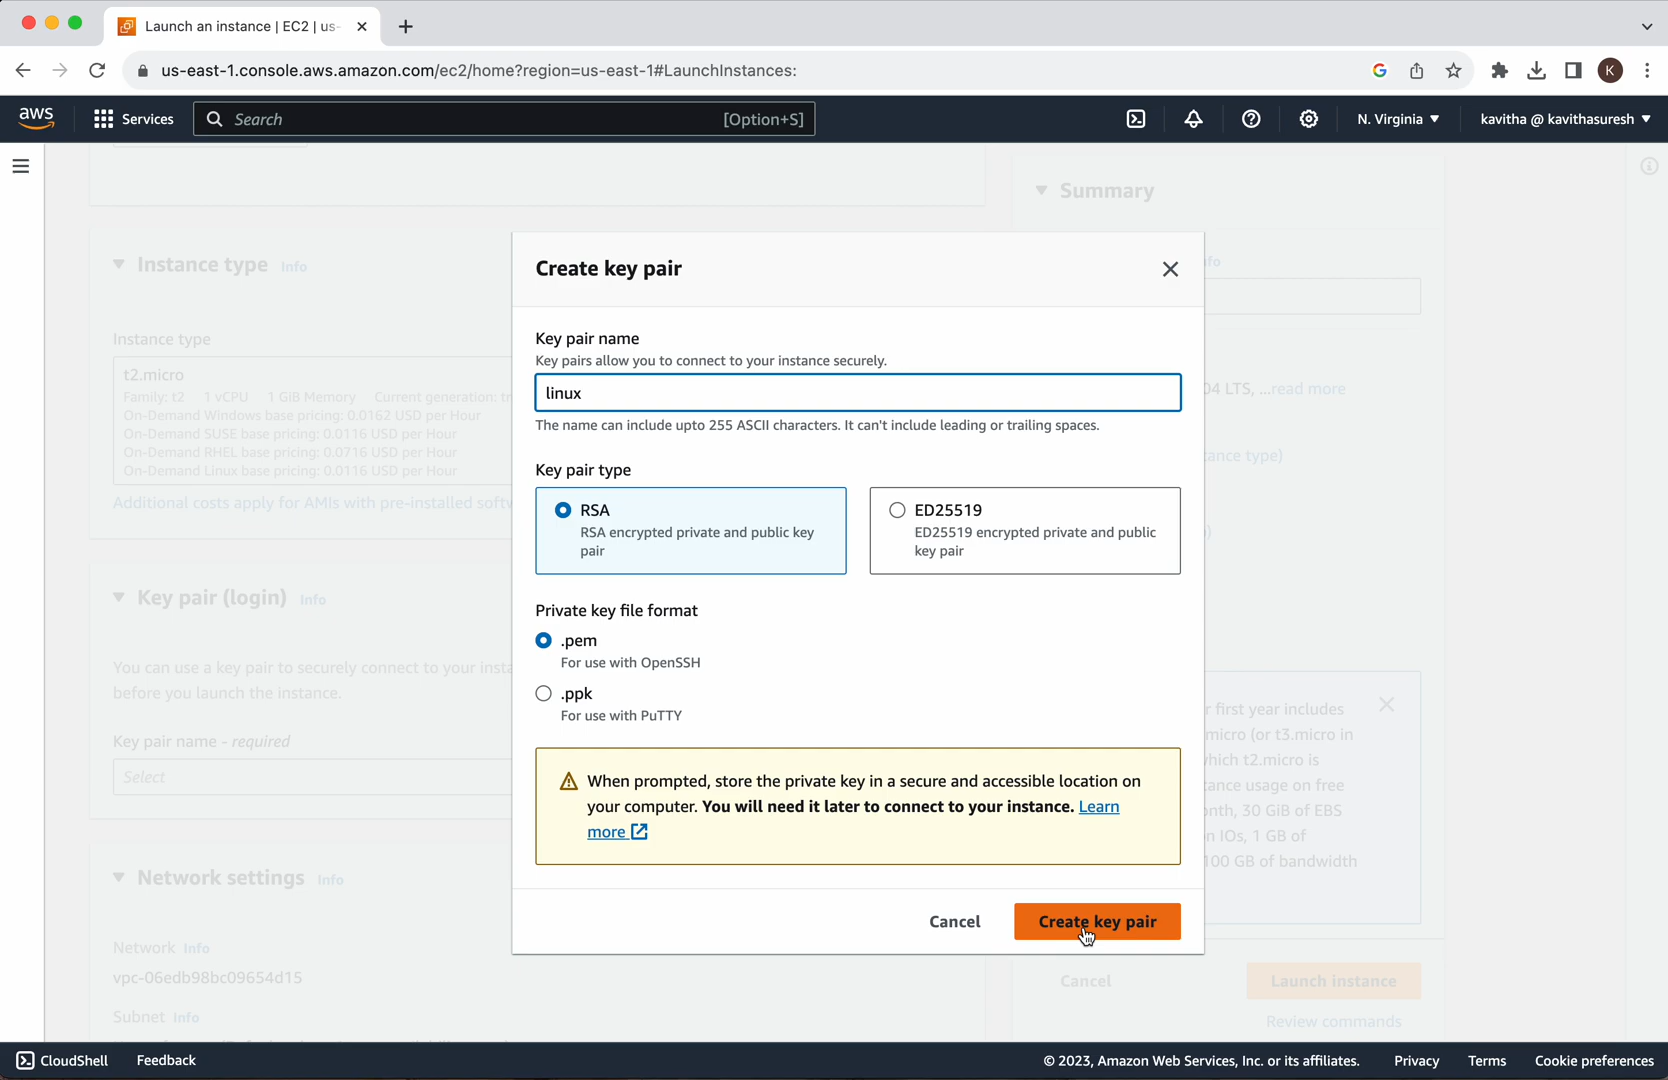 Launch an instance | EC2 | us-
us-east-1.console.aws.amazon.com/ec2/home?region=us-east-1#LaunchInstances:
K
aws
Services
Search
[Option+S]
N. Virginia
kavitha @ kavithasuresh
Summary
Instance type Info
Instance type
t2.micro
Family: t2 1 vCPU 1 GiB Memory Current generation: tr
On-Demand Windows base pricing: 0.0162 USD per Hour
On-Demand SUSE base pricing: 0.0116 USD per Hour
On-Demand RHEL base pricing: 0.0716 USD per Hour
On-Demand Linux base pricing: 0.0116 USD per Hour
Additional costs apply for AMIs with pre-installed softw
Key pair (login) Info
You can use a key pair to securely connect to your insta
before you launch the instance.
Key pair name - required
Select
Network settings Info
Network Info
vpc-06edb98bc09654d15
Subnet Info
Create key pair
Key pair name
Key pairs allow you to connect to your instance securely.
linux
The name can include upto 255 ASCII characters. It can't include leading or trailing spaces.
Key pair type
RSA
RSA encrypted private and public key
pair
ED25519
ED25519 encrypted private and public
key pair
Private key file format
.pem
For use with OpenSSH
.ppk
For use with PuTTY
When prompted, store the private key in a secure and accessible location on
your computer. You will need it later to connect to your instance. Learn
more
Cancel
Create key pair
04 LTS, ...read more
tance type)
r first year includes
micro (or t3.micro in
which t2.micro is
tance usage on free
onth, 30 GiB of EBS
n IOs, 1 GB of
100 GB of bandwidth
Cancel
Launch instance
Review commands
CloudShell
Feedback
© 2023, Amazon Web Services, Inc. or its affiliates.
Privacy
Terms
Cookie preferences